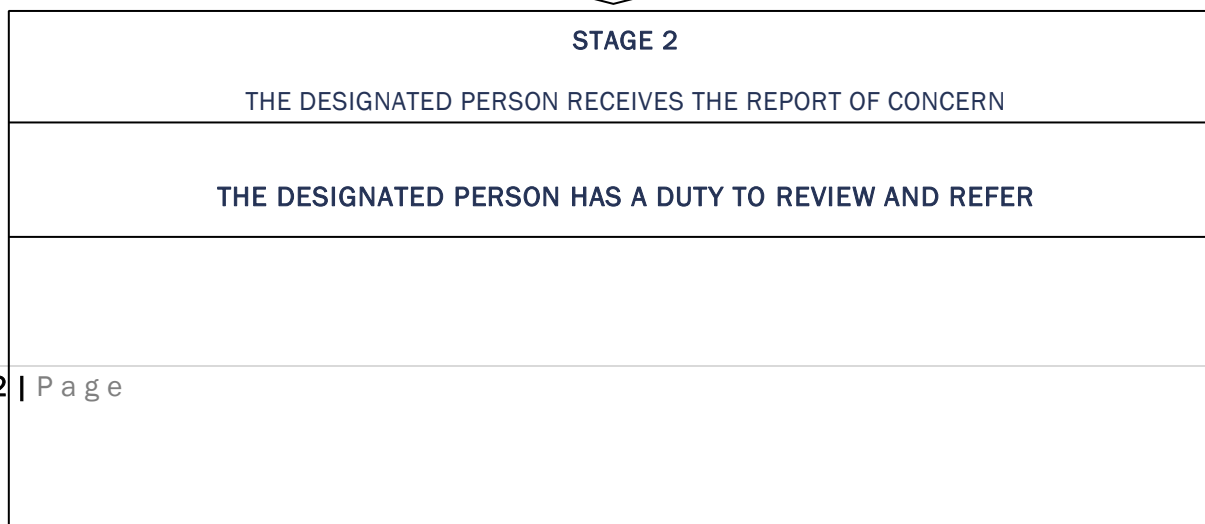 STAGE 2
THE DESIGNATED PERSON RECEIVES THE REPORT OF CONCERN
THE DESIGNATED PERSON HAS A DUTY TO REVIEW AND REFER
2 | Page